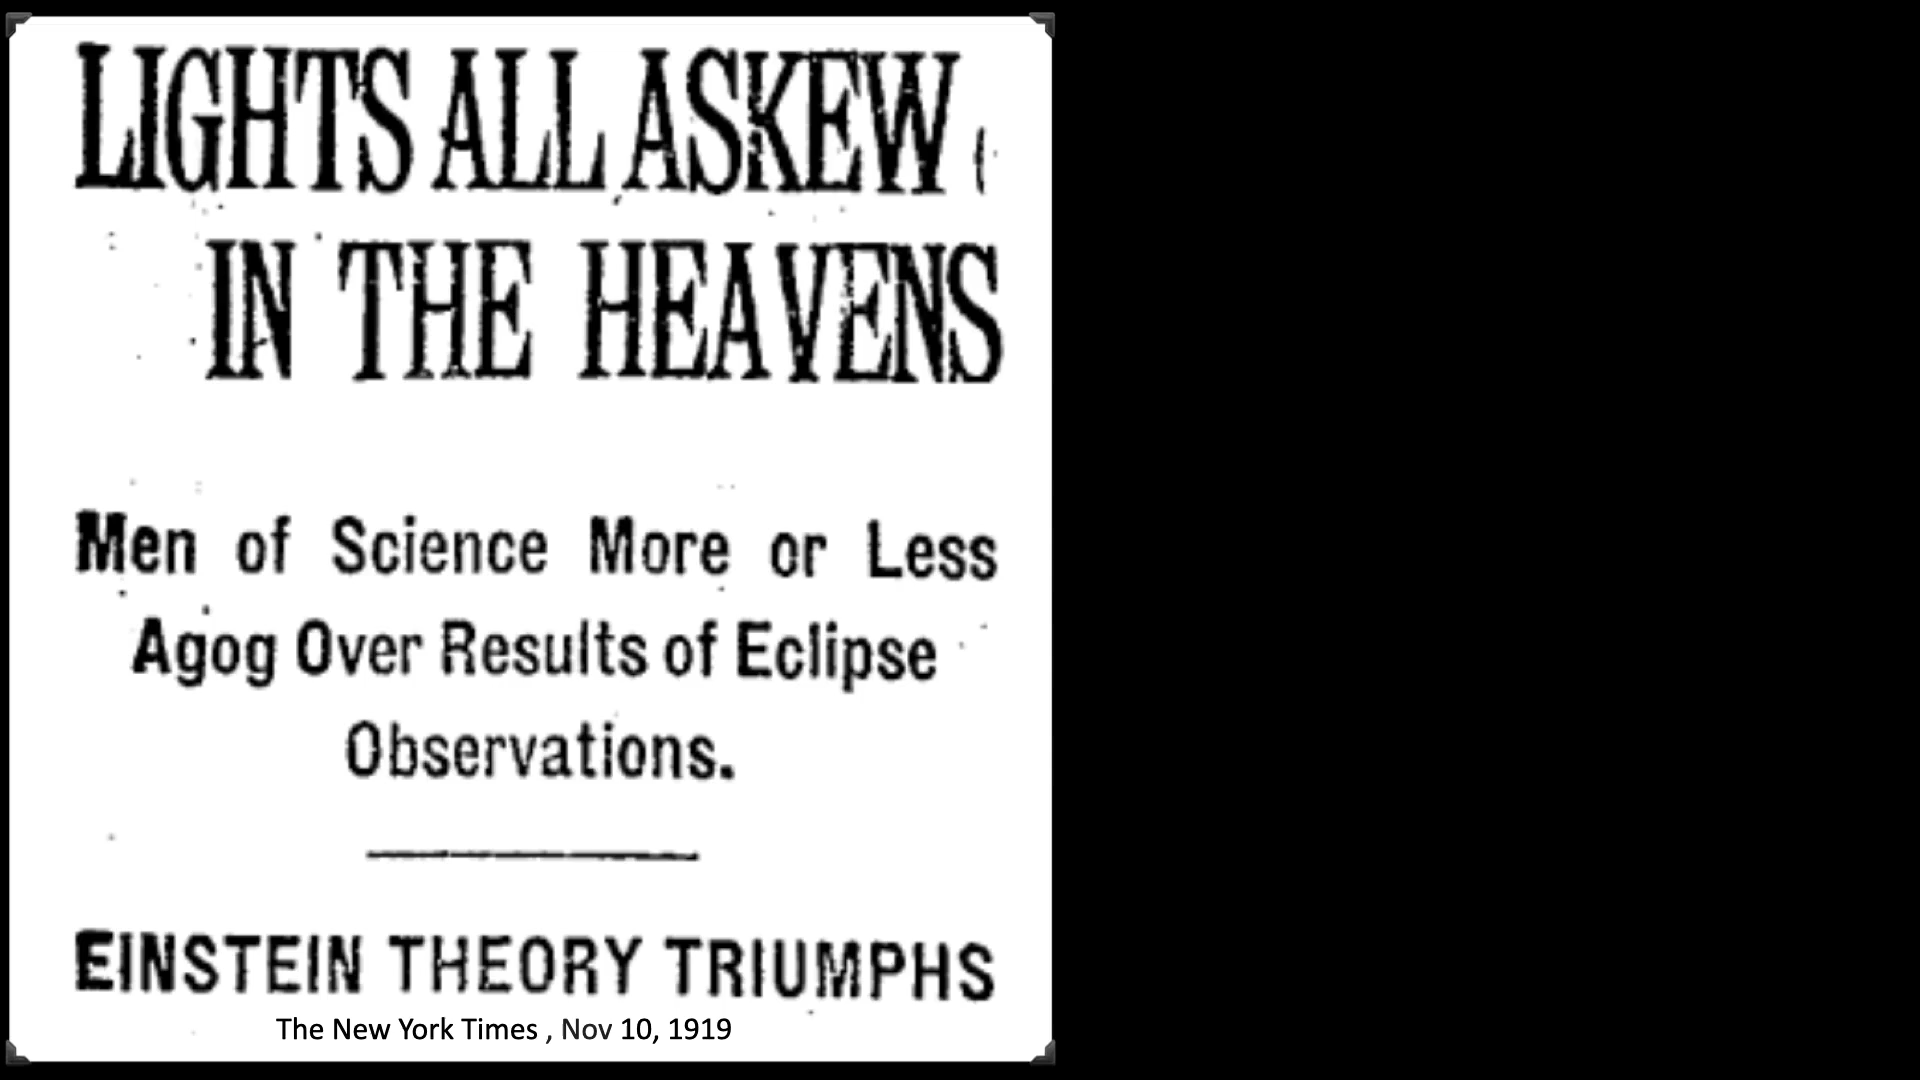 LIGHTS ALL ASKEW
IN THE HEAVENS
Men of Science More or Less
Agog Over Results of Eclipse
Observations.
EINSTEIN THEORY TRIUMPHS
The New York Times , Nov 10, 1919